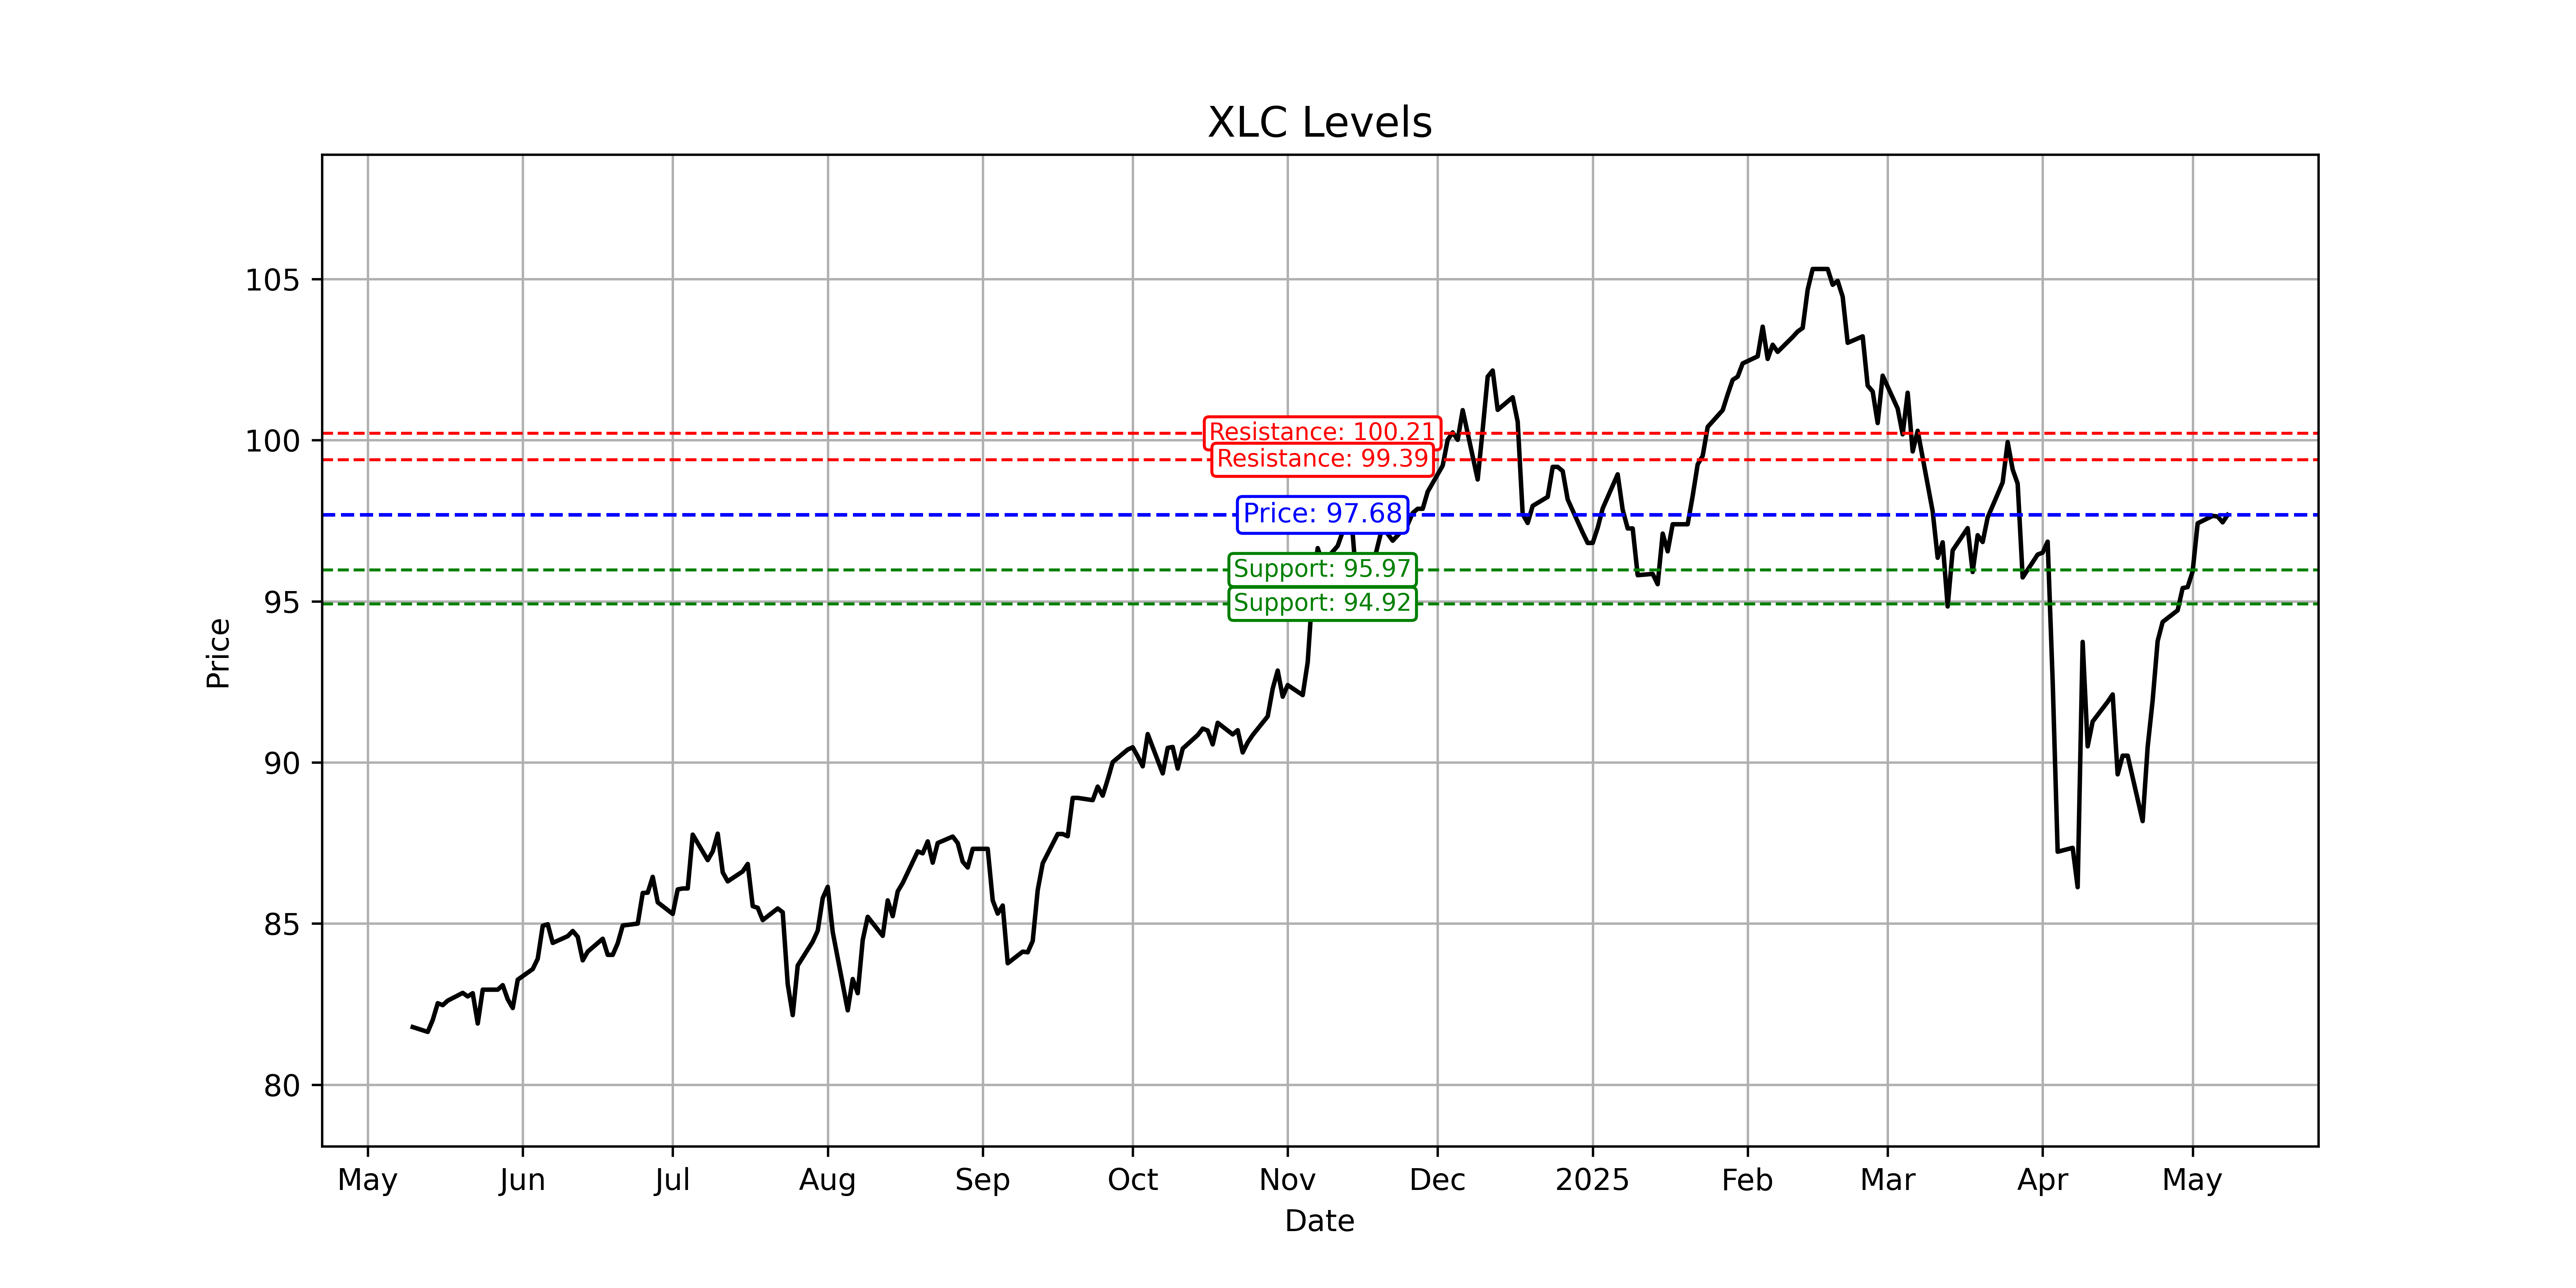 XLC Levels
105
100
95
90
85
80
Price
Resistance: 100.21
Resistance: 99.39
Price: 97.68
Support: 95.97
Support: 94.92
May Jun Jul Aug Sep Oct Nov Dec 2025 Feb Mar Apr May
Date